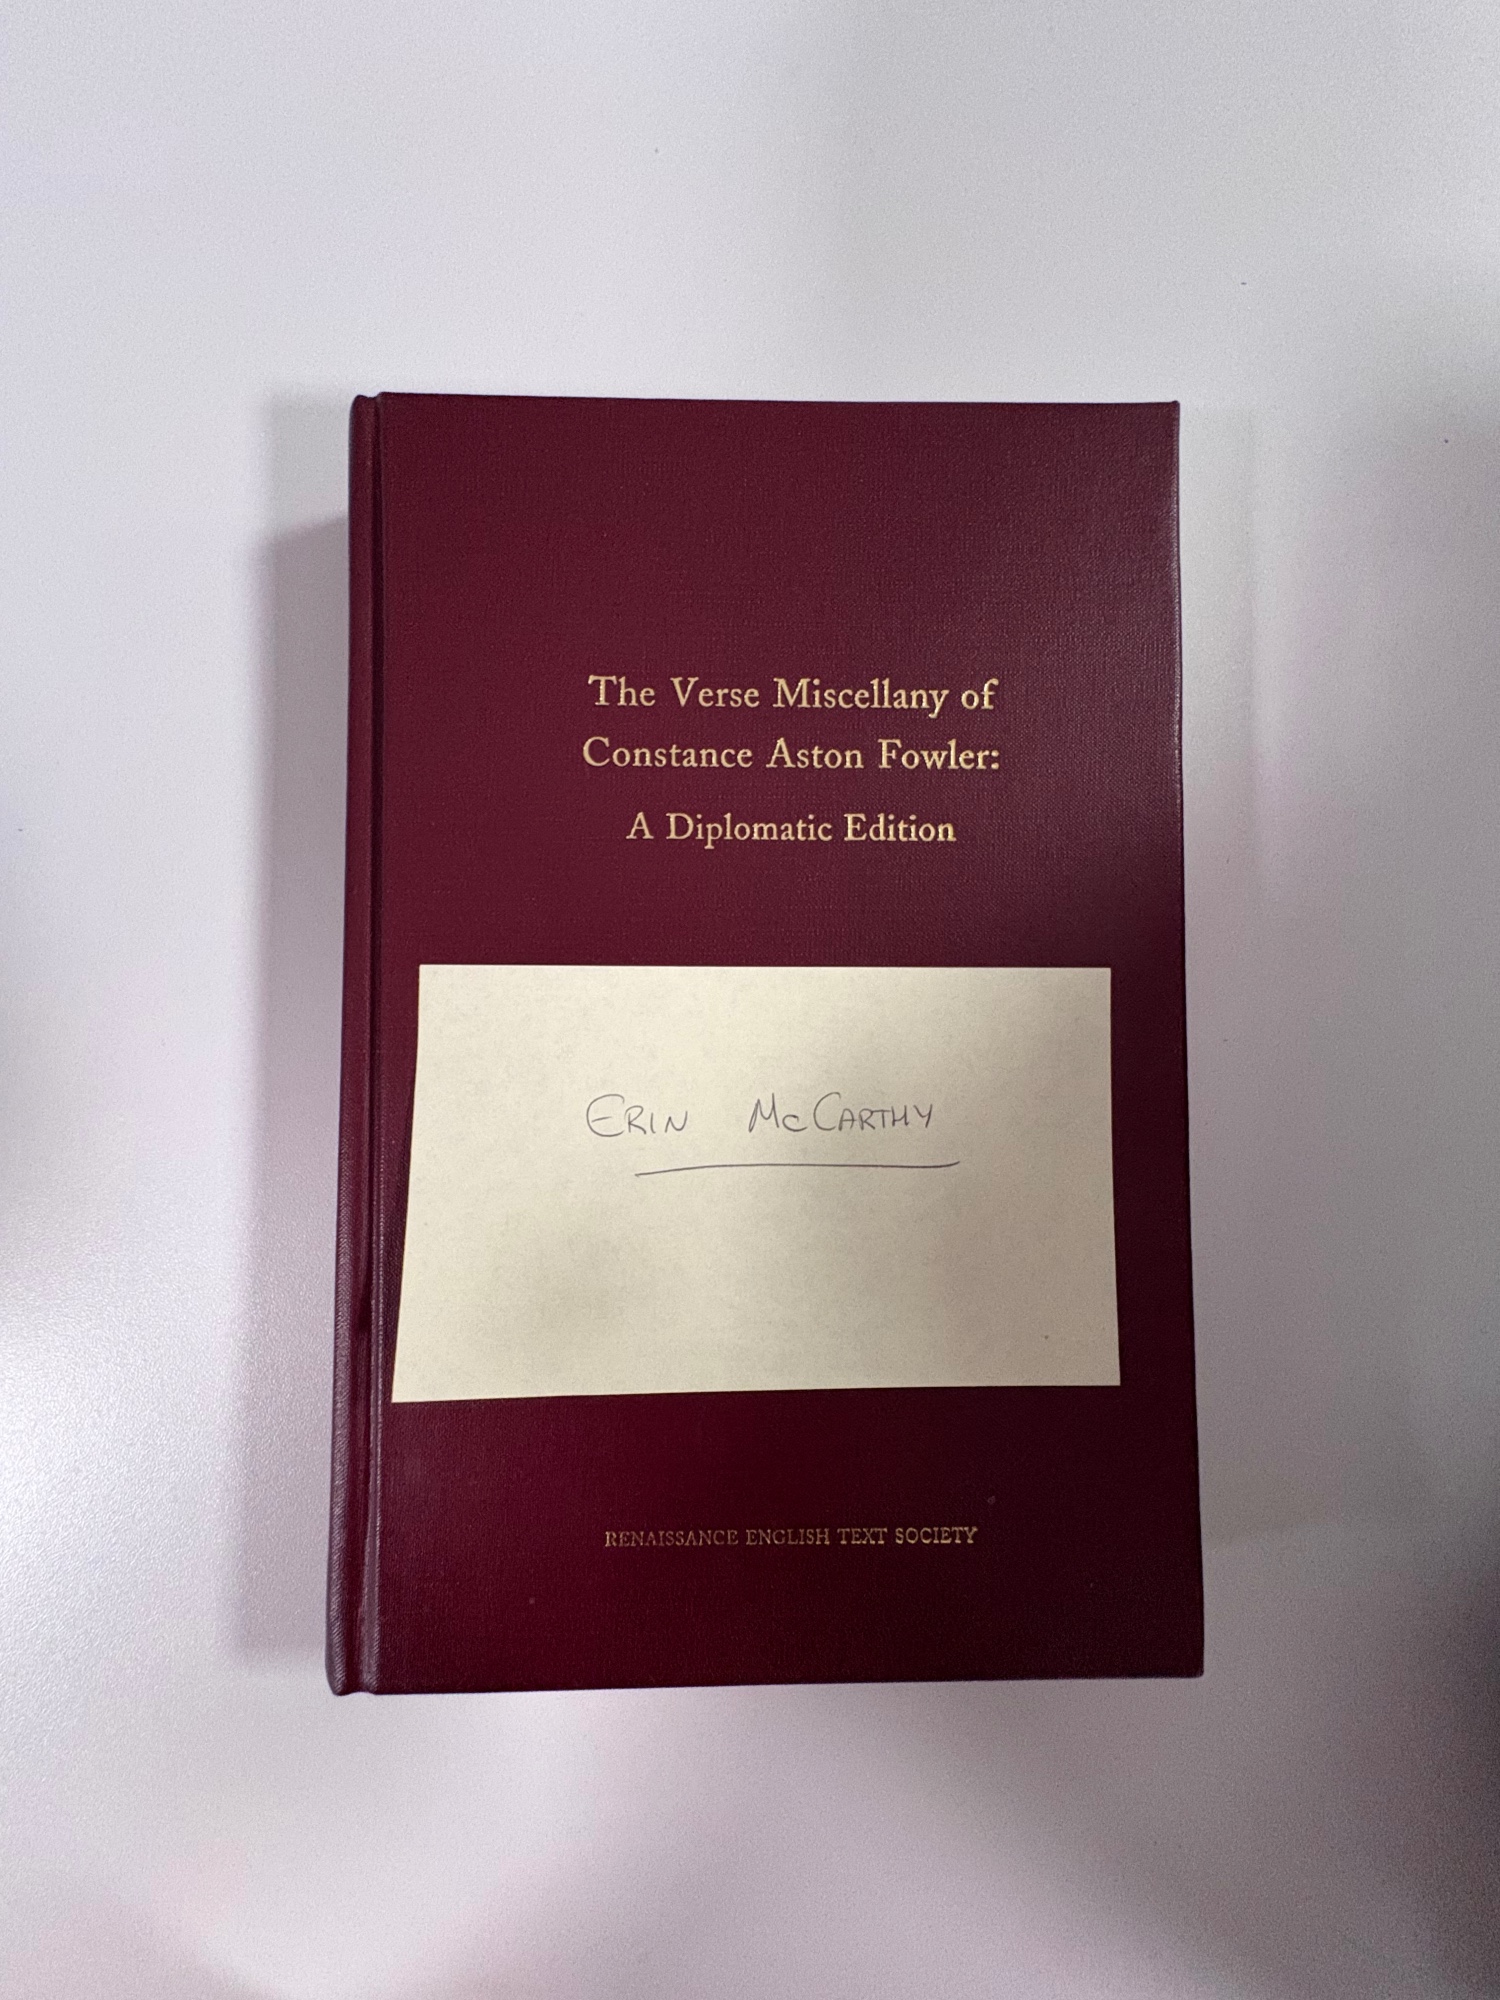 The Verse Miscellany of
Constance Aston Fowler:
A Diplomatic Edition
ERIN McCARTHY
RENAISSANCE ENGLISH TEXT SOCIETY